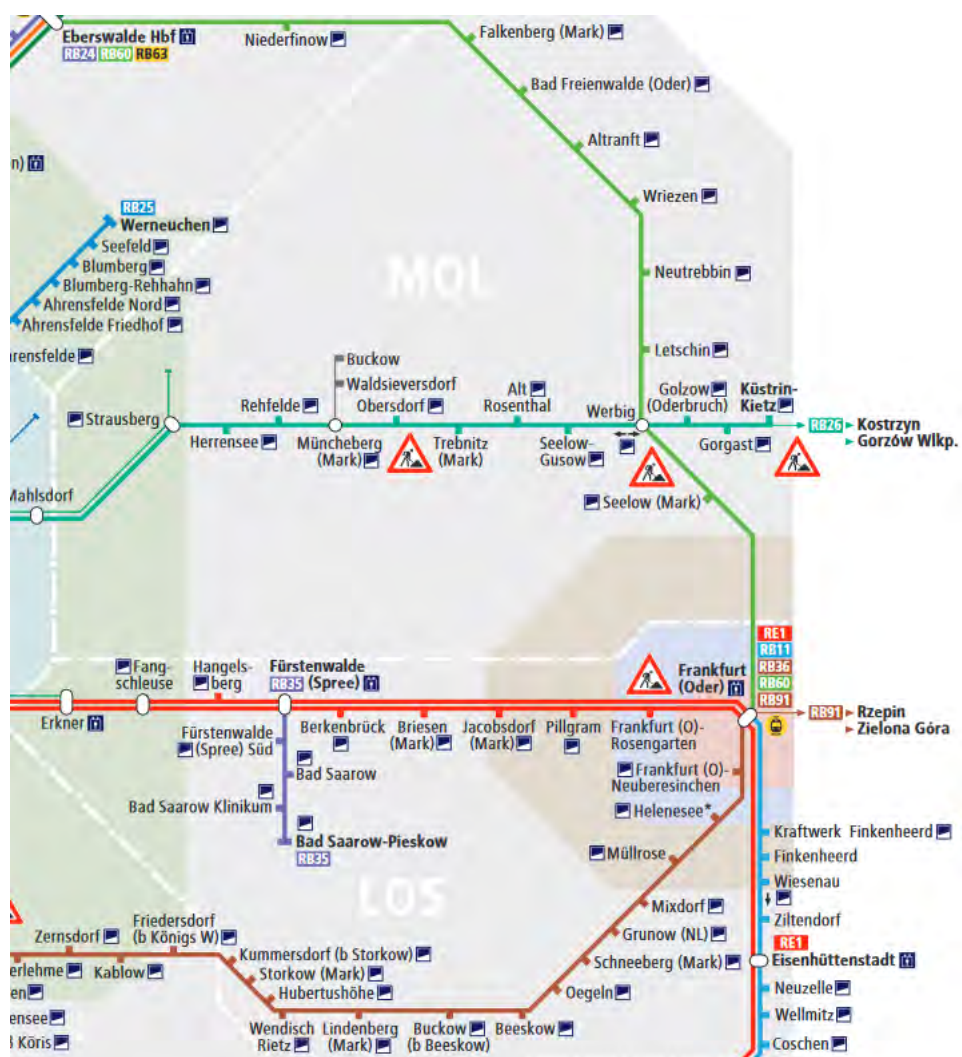 Eberswalde Hbf
RB24 RB60 RB63
Niederfinow
Falkenberg (Mark)
Bad Freienwalde (Oder)
Altranft
Wriezen
Neutrebbin
Letschin
n)
RB25
Werneuchen
Seefeld
Blumberg
Blumberg-Rehhahn
Ahrensfelde Nord
Ahrensfelde Friedhof
hrensfelde
MOL
Buckow
Waldsieversdorf
Strausberg
Rehfelde
Herrensee
Müncheberg
(Mark)
Obersdorf
Trebnitz
(Mark)
Alt
Rosenthal
Seelow-
Gusow
Werbig
Golzow
(Oderbruch)
Gorgast
Küstrin-
Kietz
RB26 Kostrzyn
Gorzów Wlkp.
Mahlsdorf
Seelow (Mark)
RE1
RB11
RB36
RB60
RB91
Frankfurt
(Oder)
RB91 Rzepin
Zielona Góra
Erkner
Fang-
schleuse
Hangels-
berg
Fürstenwalde
RB35 (Spree)
Fürstenwalde
(Spree) Süd
Bad Saarow
Bad Saarow Klinikum
Bad Saarow-Pieskow
RB35
Berkenbrück
Briesen
(Mark)
Jacobsdorf
(Mark)
Pillgram
Frankfurt (O)-
Rosengarten
Frankfurt (O)-
Neuberesinchen
Helenesee*
Müllrose
Mixdorf
Grunow (NL)
Schneeberg (Mark)
Oegeln
LOS
Kraftwerk Finkenheerd
Finkenheerd
Wiesenau
Ziltendorf
RE1
Eisenhüttenstadt
Neuzelle
Wellmitz
Coschen
Zernsdorf
Friedersdorf
(b Königs W)
erlehme
Kablow
Kummersdorf (b Storkow)
Storkow (Mark)
Hubertushöhe
Wendisch
Rietz
Lindenberg
(Mark)
Buckow
(b Beeskow)
Beeskow
en
ensee
Köris